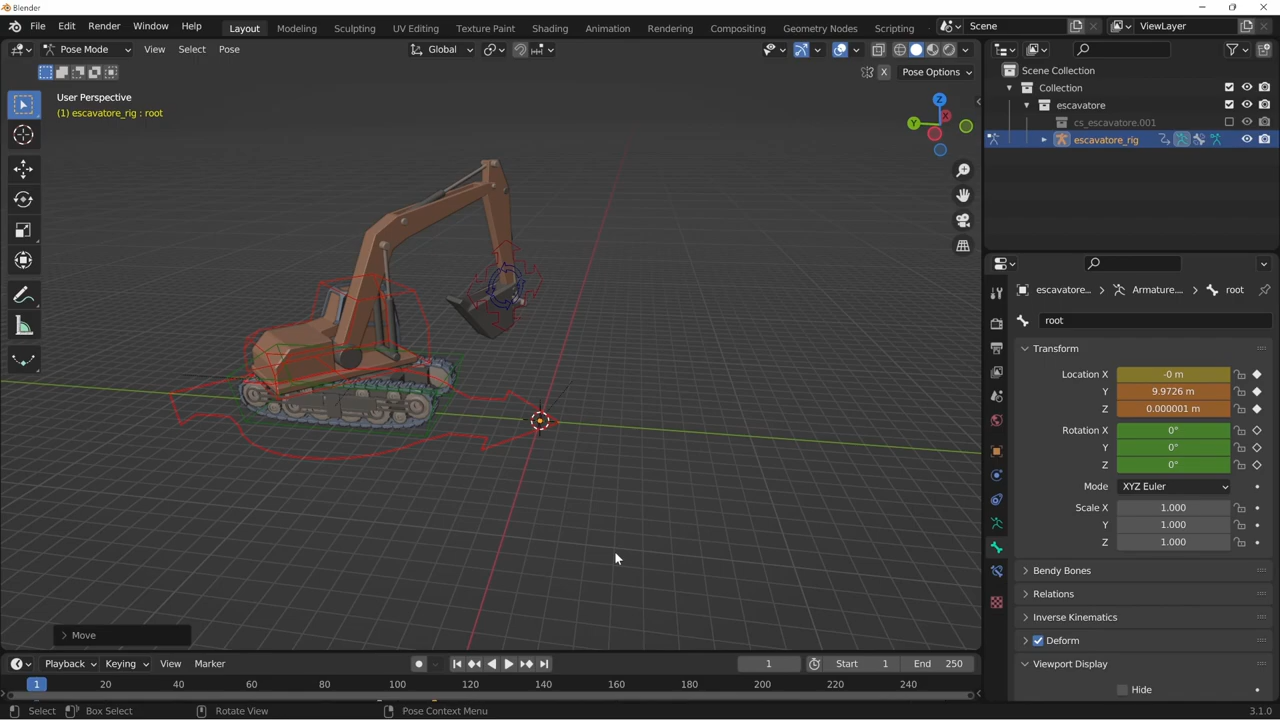 Blender
File Edit Render Window Help
Layout Modeling Sculpting UV Editing Texture Paint Shading Animation Rendering Compositing Geometry Nodes Scripting
Scene
ViewLayer
Pose Mode View Select Pose
Global
X Pose Options
User Perspective
(1) escavatore_rig : root
Z
Y
X
Scene Collection
Collection
escavatore
cs_escavatore.001
escavatore_rig
escavatore... > Armature.... > root
root
Transform
Location X -0 m
Y 9.9726 m
Z 0.000001 m
Rotation X 0°
Y 0°
Z 0°
Mode XYZ Euler
Scale X 1.000
Y 1.000
Z 1.000
Bendy Bones
Relations
Inverse Kinematics
Deform
Viewport Display
Hide
Move
Playback Keying View Marker
1 Start 1 End 250
1 20 40 60 80 100 120 140 160 180 200 220 240
Select Box Select Rotate View Pose Context Menu 3.1.0